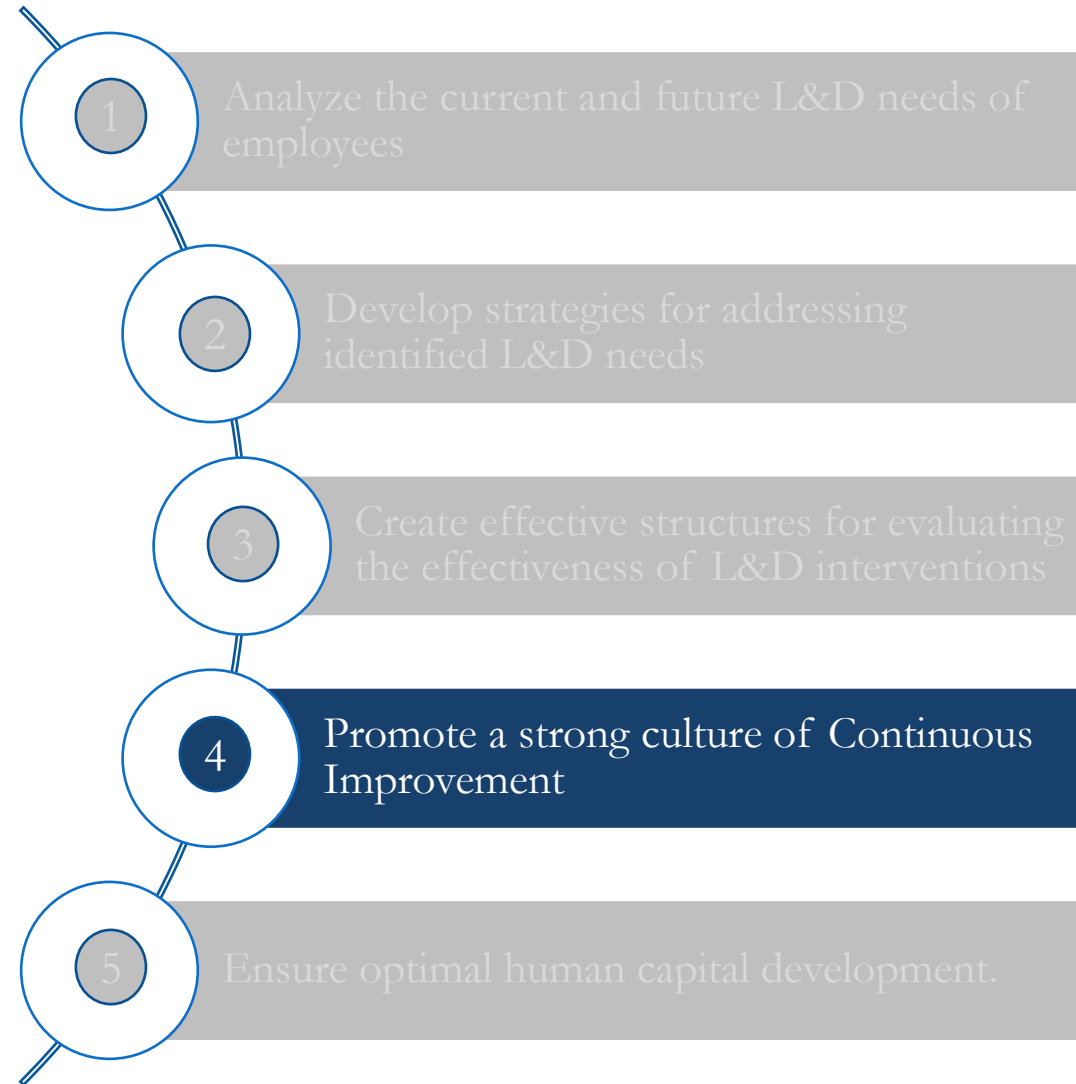 1
Analyze the current and future L&D needs of
employees
2
Develop strategies for addressing
identified L&D needs
3
Create effective structures for evaluating
the effectiveness of L&D interventions
4
Promote a strong culture of Continuous
Improvement
5
Ensure optimal human capital development.